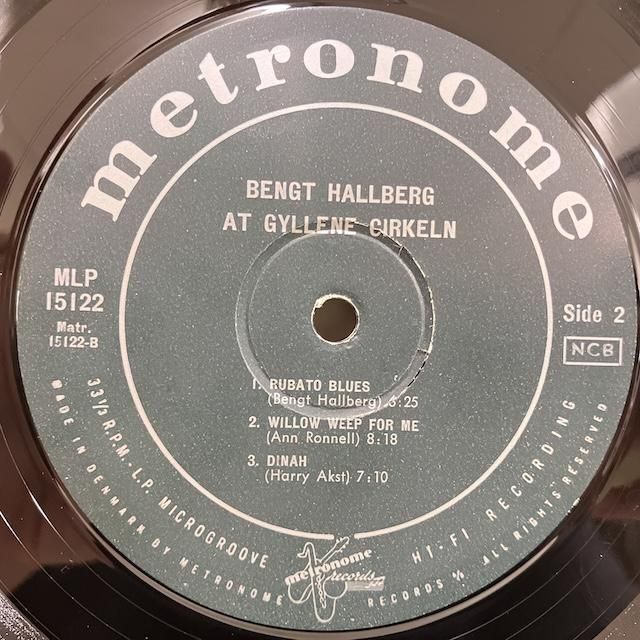 metronome
BENGT HALLBERG
AT GYLLENE CIRKELN
MLP
15122
Matr.
15122-B
Side 2
NCB
1. RUBATO BLUES
(Bengt Hallberg) 3:25
2. WILLOW WEEP FOR ME
(Ann Ronnell) 8:18
3. DINAH
(Harry Akst) 7:10
33 1/3 R.P.M. - L.P. MICROGROOVE
HI-FI RECORDING
MADE IN DENMARK BY METRONOME RECORDS A/S ALL RIGHTS RESERVED
metronome
records